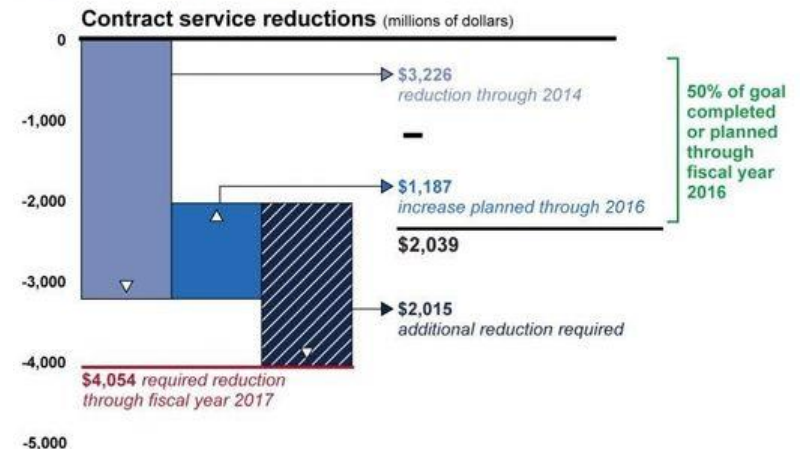 Contract service reductions (millions of dollars)
0
-1,000
-2,000
-3,000
-4,000
-5,000
$3,226
reduction through 2014
–
$1,187
increase planned through 2016
$2,039
$2,015
additional reduction required
50% of goal
completed
or planned
through
fiscal year
2016
$4,054 required reduction
through fiscal year 2017